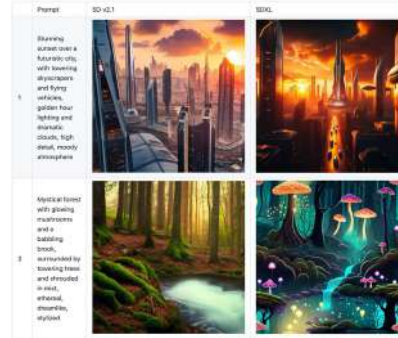 Prompt
SD v2.1
SDXL
1
Stunning
sunset over a
futuristic city,
with towering
skyscrapers
and flying
vehicles,
golden hour
lighting and
dramatic
clouds, high
detail, moody
atmosphere
2
Mystical forest
with glowing
mushrooms
and a
babbling
brook,
surrounded by
towering trees
and shrouded
in mist,
ethereal,
dreamlike,
stylized